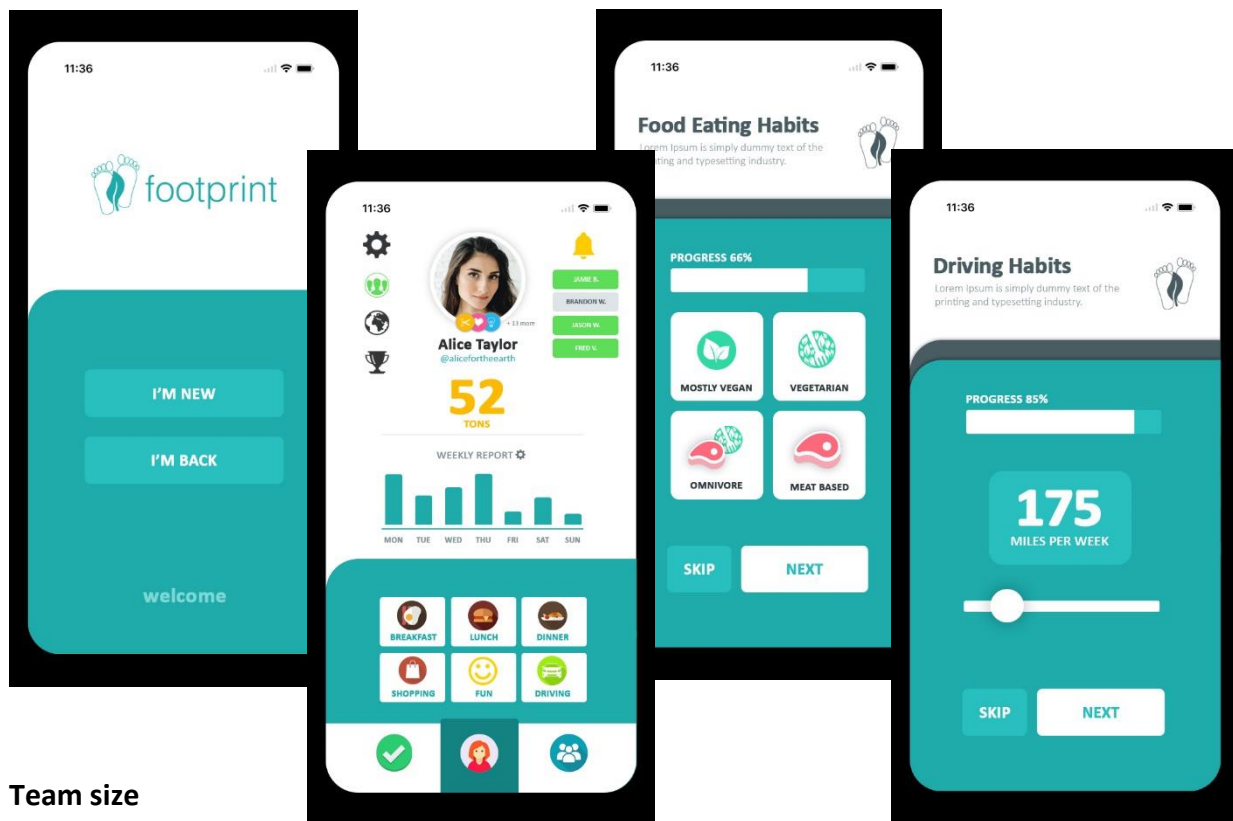 11:36
footprint
I'M NEW
I'M BACK
welcome
11:36
JAMIE B.
BRANDON W.
JASON W.
FRED V.
+ 13 more
Alice Taylor
@alicefortheearth
52
TONS
WEEKLY REPORT
MON TUE WED THU FRI SAT SUN
BREAKFAST LUNCH DINNER
SHOPPING FUN DRIVING
11:36
Food Eating Habits
Lorem Ipsum is simply dummy text of the
and typesetting industry.
PROGRESS 66%
MOSTLY VEGAN VEGETARIAN
OMNIVORE MEAT BASED
SKIP NEXT
11:36
Driving Habits
Lorem Ipsum is simply dummy text of the
printing and typesetting industry.
PROGRESS 85%
175
MILES PER WEEK
SKIP NEXT
Team size